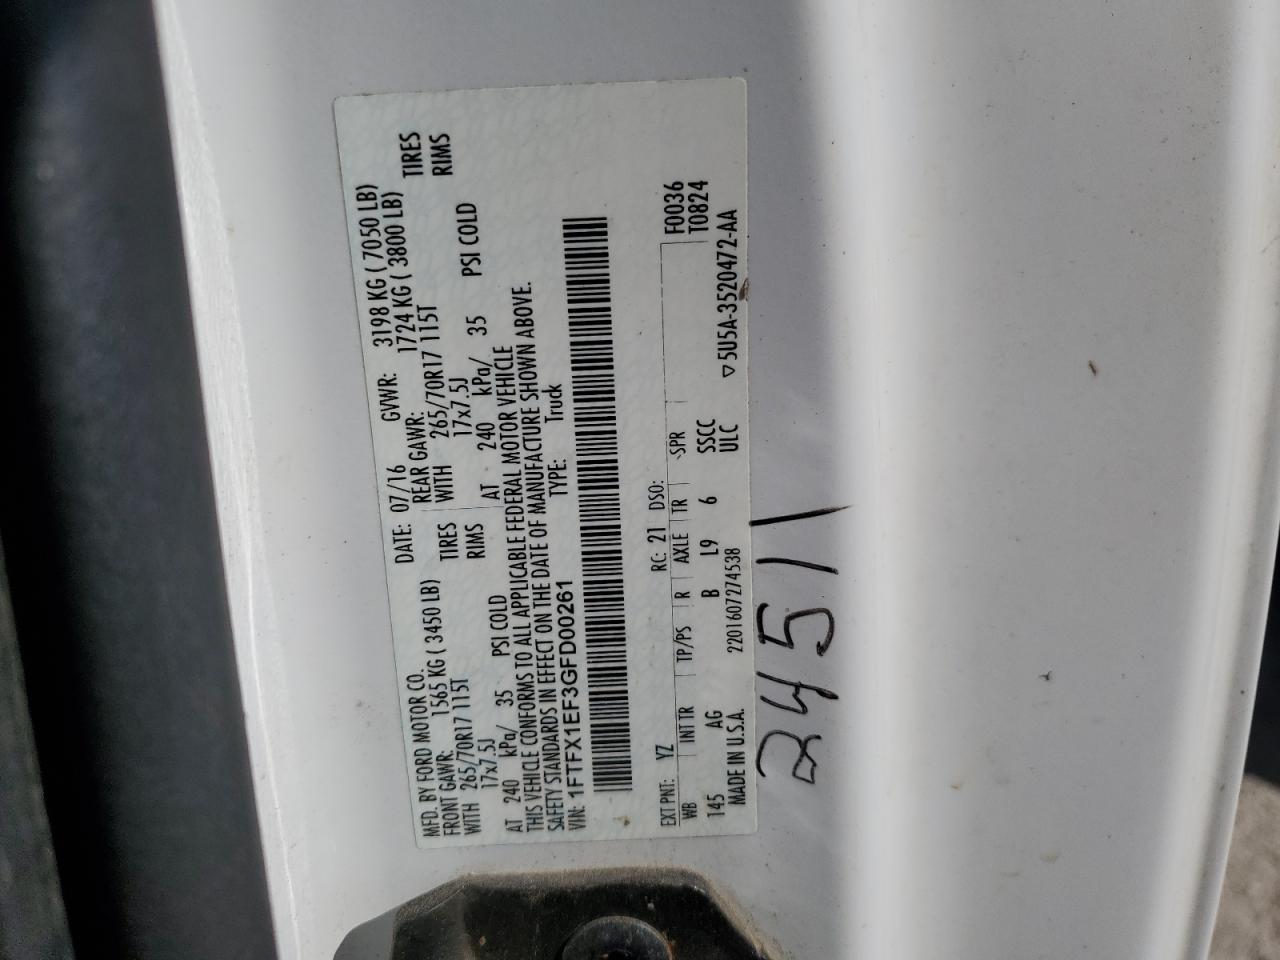 MFD. BY FORD MOTOR CO.
DATE: 07/16 GVWR: 3198 KG ( 7050 LB)
FRONT GAWR: 1565 KG ( 3450 LB) REAR GAWR: 1724 KG ( 3800 LB)
WITH 265/70R17 115T TIRES WITH 265/70R17 115T TIRES
17x7.5J RIMS 17x7.5J RIMS
AT 240 kPa/ 35 PSI COLD AT 240 kPa/ 35 PSI COLD
THIS VEHICLE CONFORMS TO ALL APPLICABLE FEDERAL MOTOR VEHICLE
SAFETY STANDARDS IN EFFECT ON THE DATE OF MANUFACTURE SHOWN ABOVE.
VIN: 1FTFX1EF3GFD00261 TYPE: Truck
EXT PNT: YZ RC: 21 DSO: F0036
WB INT TR TP/PS R AXLE TR SPR T0824
145 AG B L9 6 SSCC
MADE IN U.S.A. 2201607274538 ULC ▽5U5A-3520472-AA
24511